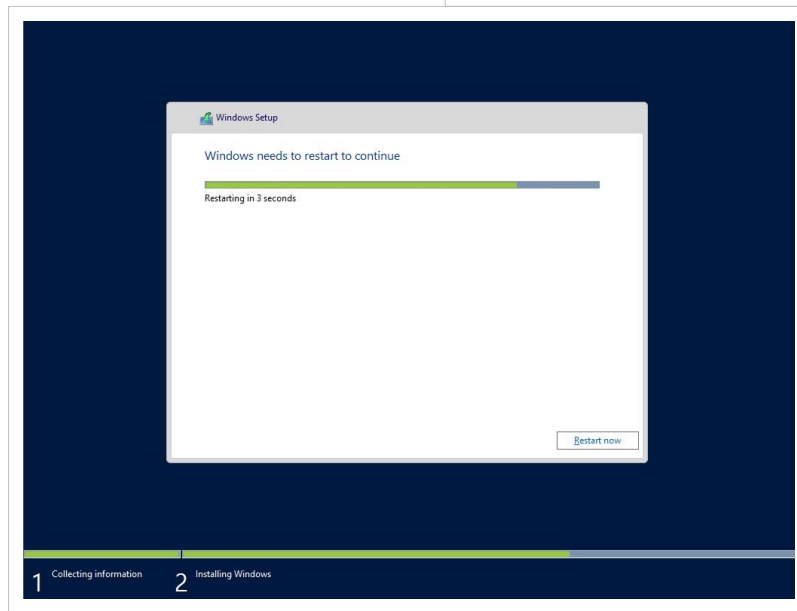 Windows Setup
Windows needs to restart to continue
Restarting in 3 seconds
Restart now
1 Collecting information
2 Installing Windows